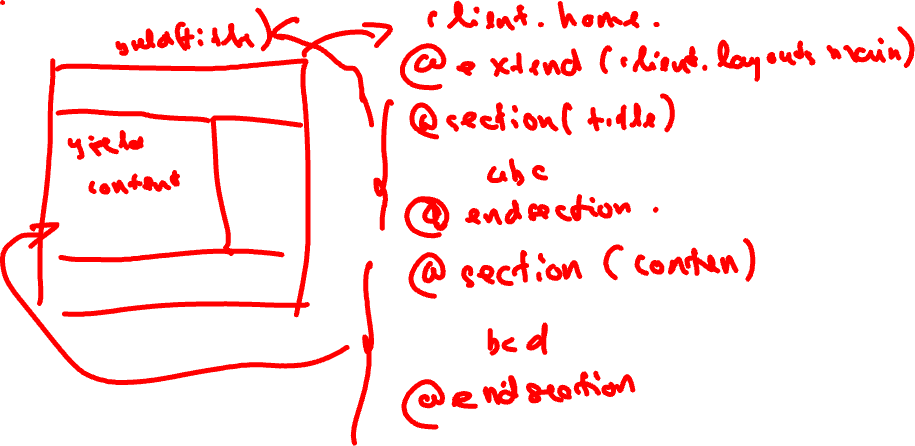 yield(title)
yield
content
client.home.
@extend (client.layouts main)
@section( title)
abc
@endsection.
@section (conten)
bcd
@endsection